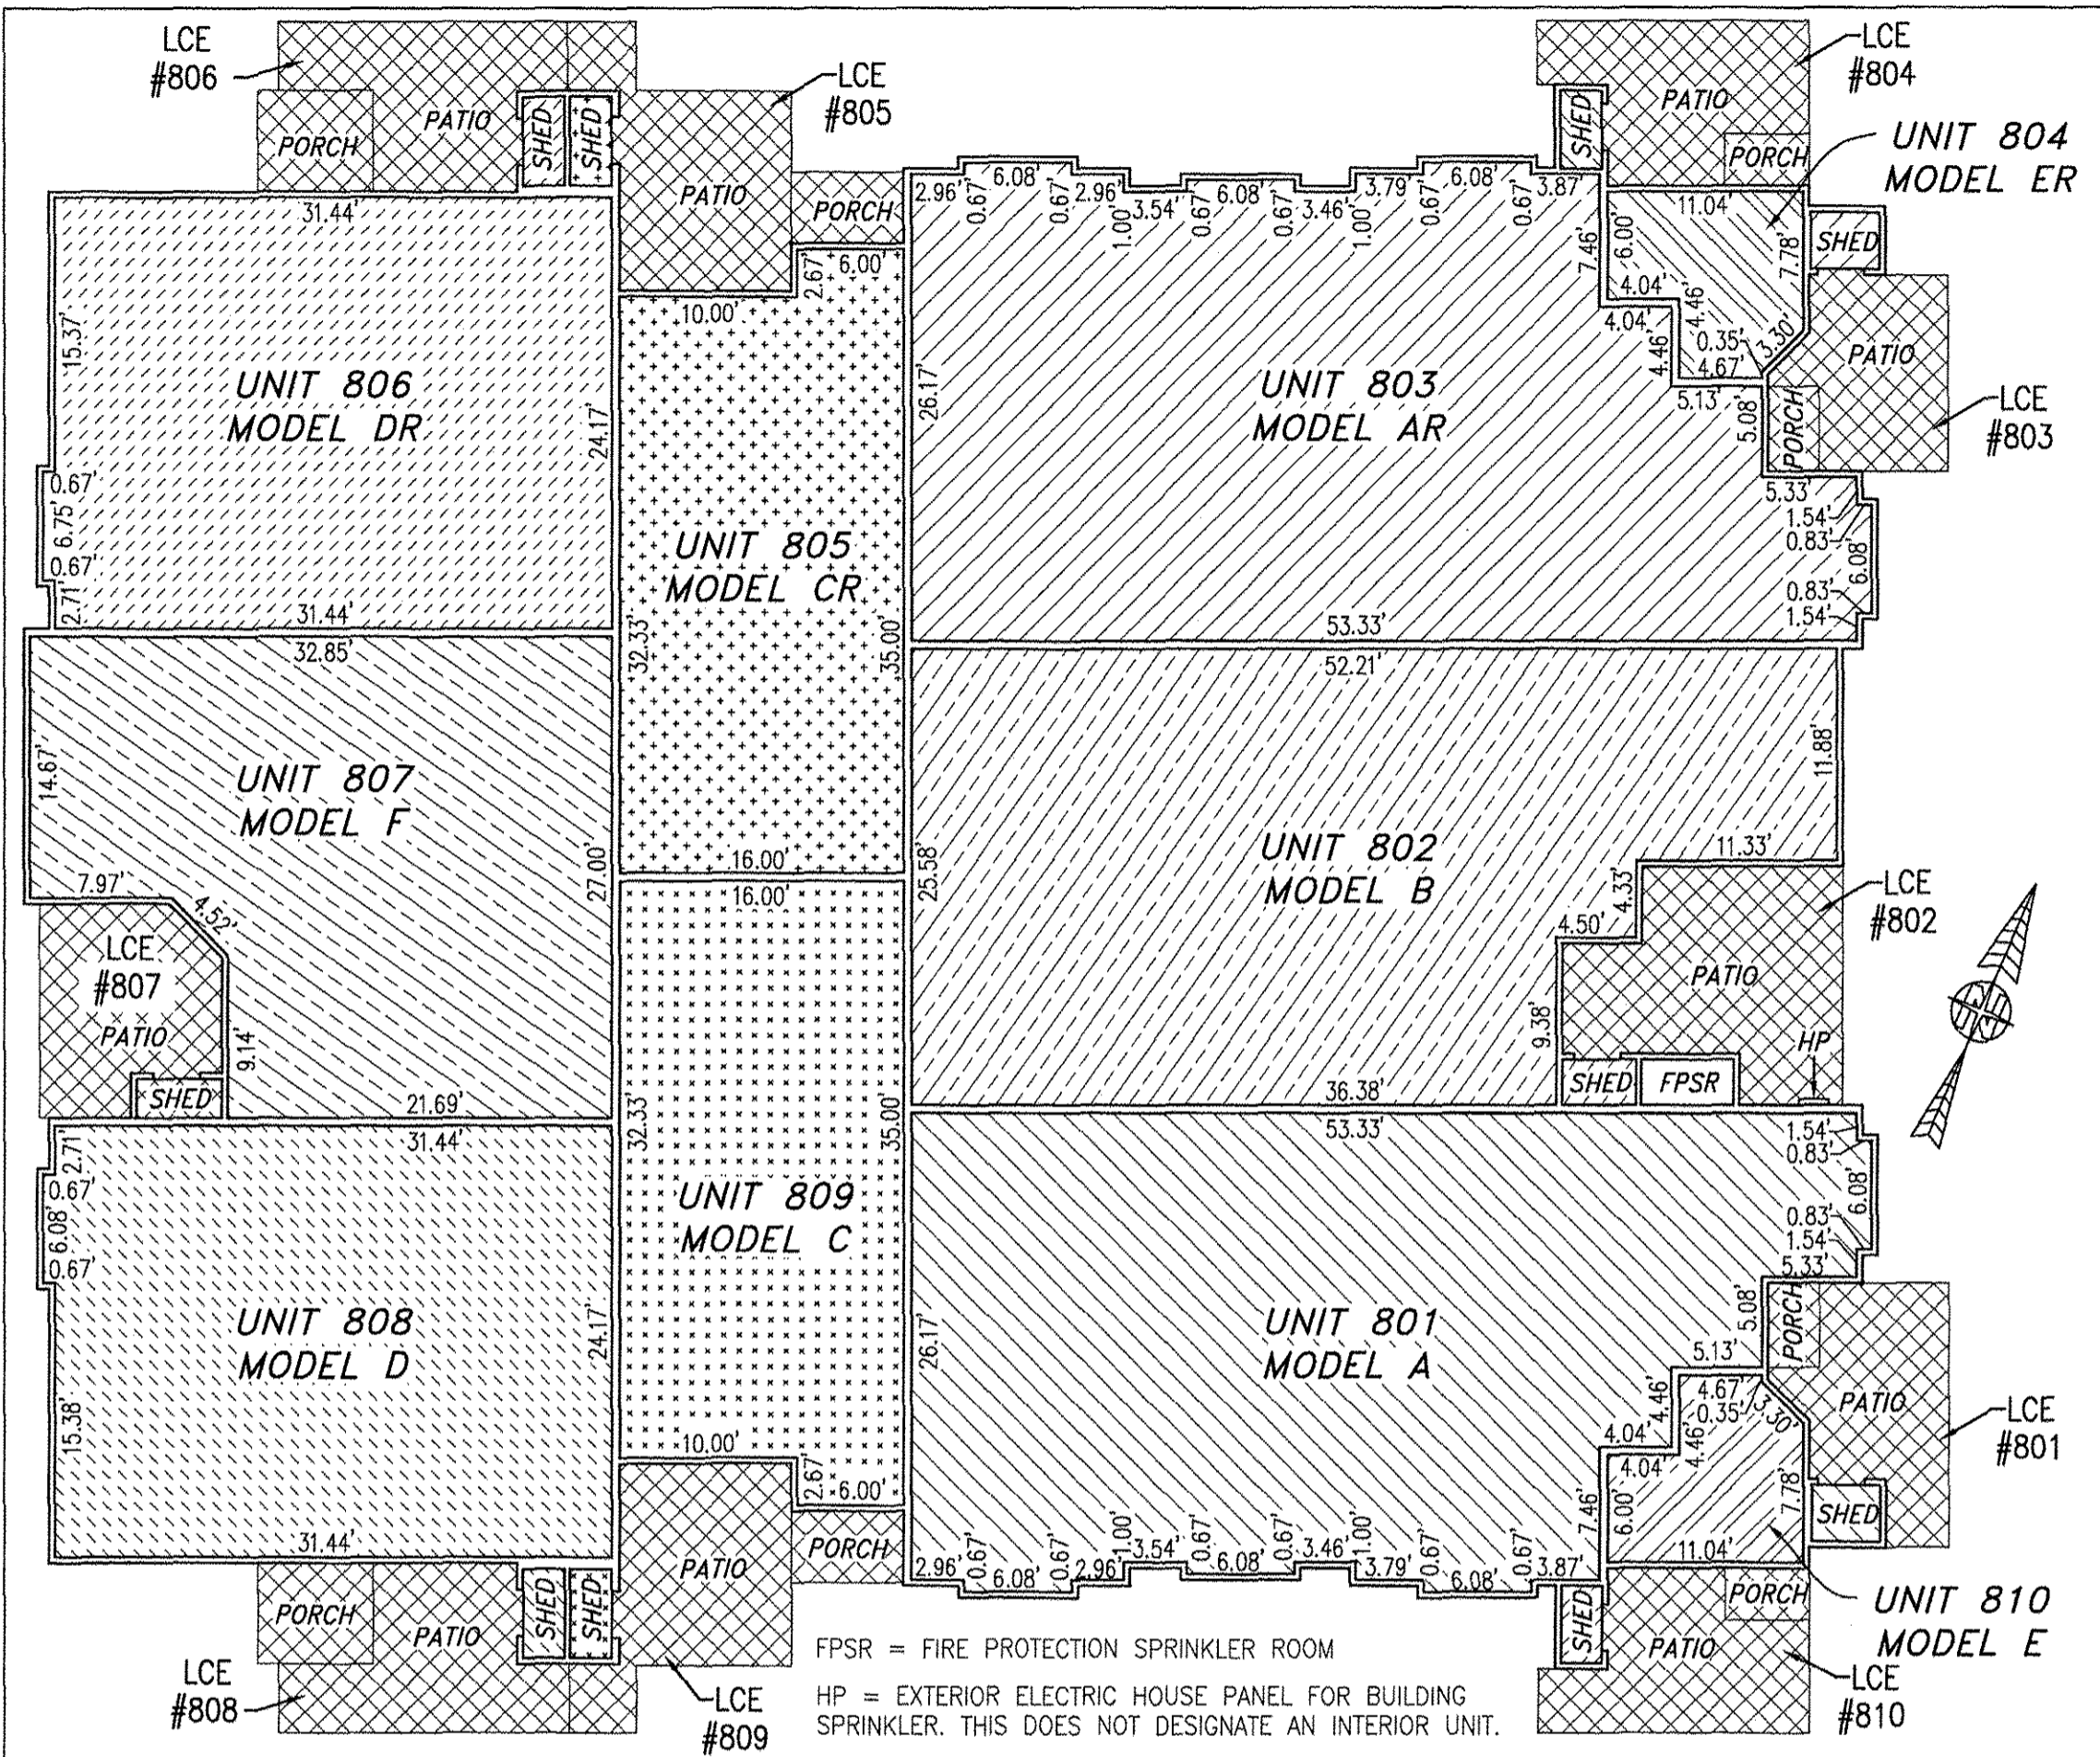 LCE
#806
PATIO
PORCH
SHED
SHED
LCE
#805
PATIO
PORCH
LCE
#804
PATIO
PORCH
SHED
UNIT 804
MODEL ER
SHED
PATIO
PORCH
LCE
#803
31.44'
15.37'
UNIT 806
MODEL DR
24.17'
0.67'
6.75'
0.67'
2.71'
31.44'
6.00'
2.67'
10.00'
UNIT 805
MODEL CR
32.33'
35.00'
16.00'
2.96'
0.67'
6.08'
0.67'
2.96'
1.00'
3.54'
0.67'
6.08'
0.67'
3.46'
1.00'
3.79'
0.67'
6.08'
0.67'
3.87'
7.46'
26.17'
UNIT 803
MODEL AR
4.04'
4.46'
5.13'
5.08'
5.33'
1.54'
0.83'
6.08'
0.83'
1.54'
53.33'
11.04'
6.00'
7.78'
4.04'
4.46'
0.35'
4.67'
3.30'
32.85'
14.67'
UNIT 807
MODEL F
27.00'
7.97'
4.52'
9.14'
21.69'
LCE
#807
PATIO
SHED
52.21'
11.88'
UNIT 802
MODEL B
25.58'
11.33'
4.33'
4.50'
9.38'
36.38'
LCE
#802
PATIO
HP
SHED
FPSR
31.44'
2.71'
0.67'
6.08'
0.67'
UNIT 808
MODEL D
24.17'
15.38'
31.44'
16.00'
32.33'
35.00'
UNIT 809
MODEL C
10.00'
2.67'
6.00'
53.33'
1.54'
0.83'
6.08'
0.83'
1.54'
5.33'
5.08'
UNIT 801
MODEL A
26.17'
5.13'
4.46'
4.04'
7.46'
2.96'
0.67'
6.08'
0.67'
2.96'
1.00'
3.54'
0.67'
6.08'
0.67'
3.46'
1.00'
3.79'
0.67'
6.08'
0.67'
3.87'
4.67'
0.35'
3.30'
4.46'
4.04'
6.00'
7.78'
11.04'
PORCH
PATIO
SHED
LCE
#801
PORCH
PATIO
SHED
SHED
LCE
#808
PATIO
PORCH
LCE
#809
SHED
PATIO
PORCH
UNIT 810
MODEL E
LCE
#810
FPSR = FIRE PROTECTION SPRINKLER ROOM
HP = EXTERIOR ELECTRIC HOUSE PANEL FOR BUILDING
SPRINKLER. THIS DOES NOT DESIGNATE AN INTERIOR UNIT.